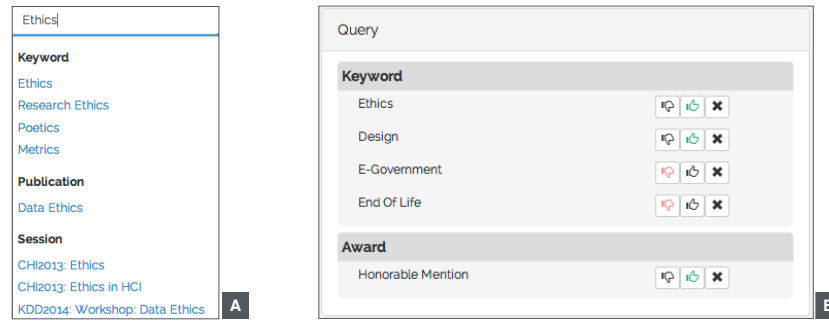 Ethics
Keyword
Ethics
Research Ethics
Poetics
Metrics
Publication
Data Ethics
Session
CHI2013: Ethics
CHI2013: Ethics in HCI
KDD2014: Workshop: Data Ethics
A
Query
Keyword
Ethics
Design
E-Government
End Of Life
Award
Honorable Mention